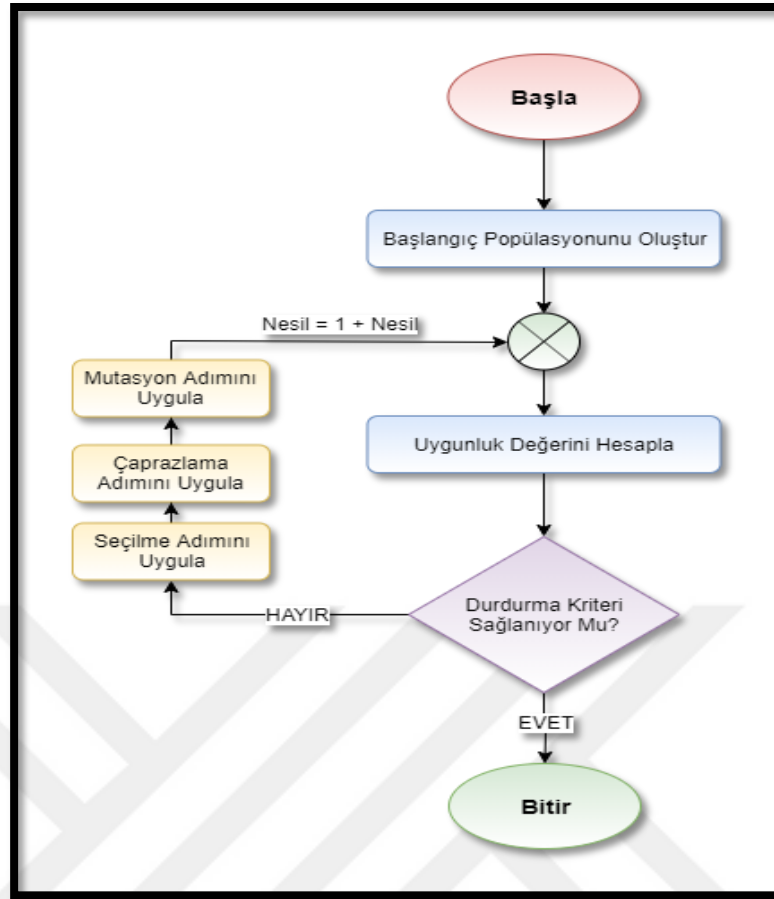 Başla
Başlangıç Popülasyonunu Oluştur
Nesil = 1 + Nesil
Mutasyon Adımını
Uygula
Uygunluk Değerini Hesapla
Çaprazlama
Adımını Uygula
Seçilme Adımını
Uygula
Durdurma Kriteri
Sağlanıyor Mu?
HAYIR
EVET
Bitir